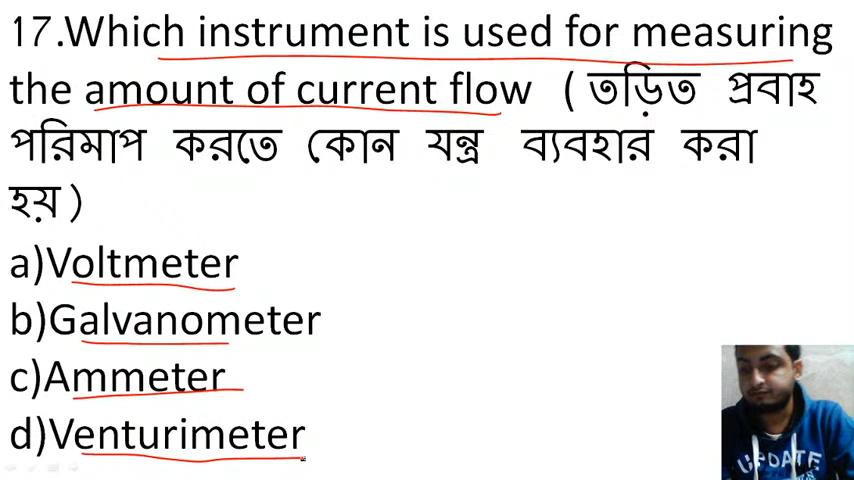 17.Which instrument is used for measuring
the amount of current flow (তড়িত প্রবাহ
পরিমাপ করতে কোন যন্ত্র ব্যবহার করা
হয়)
a)Voltmeter
b)Galvanometer
c)Ammeter
d)Venturimeter
UPDATE